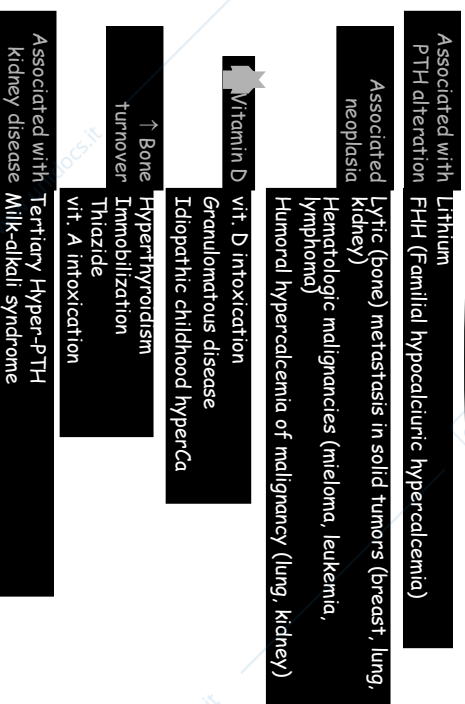 Associated with
PTH alteration
Lithium
FHH (Familial hypocalciuric hypercalcemia)
Associated
neoplasia
Lytic (bone) metastasis in solid tumors (breast, lung,
kidney)
Hematologic malignancies (mieloma, leukemia,
lymphoma)
Humoral hypercalcemia of malignancy (lung, kidney)
Vitamin D
vit. D intoxication
Granulomatous disease
Idiopathic childhood hyperCa
↑ Bone
turnover
Hyperthyroidism
Immobilization
Thiazide
vit. A intoxication
Associated with
kidney disease
Tertiary Hyper-PTH
Milk-alkali syndrome